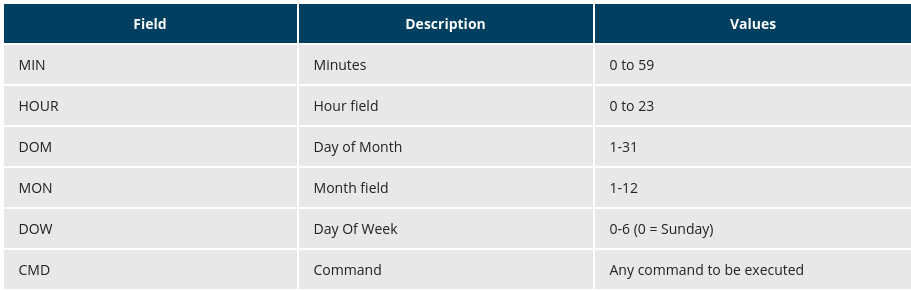 Field Description Values
MIN Minutes 0 to 59
HOUR Hour field 0 to 23
DOM Day of Month 1-31
MON Month field 1-12
DOW Day Of Week 0-6 (0 = Sunday)
CMD Command Any command to be executed